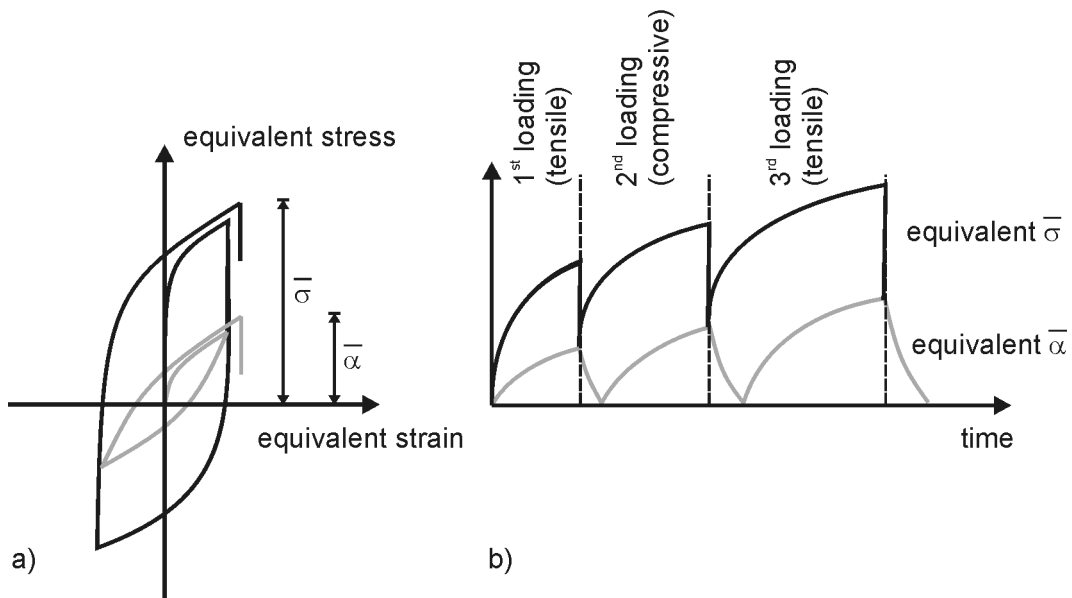 equivalent stress
σ̅
α̅
equivalent strain
a)
1st loading
(tensile)
2nd loading
(compressive)
3rd loading
(tensile)
equivalent σ̅
equivalent α̅
time
b)